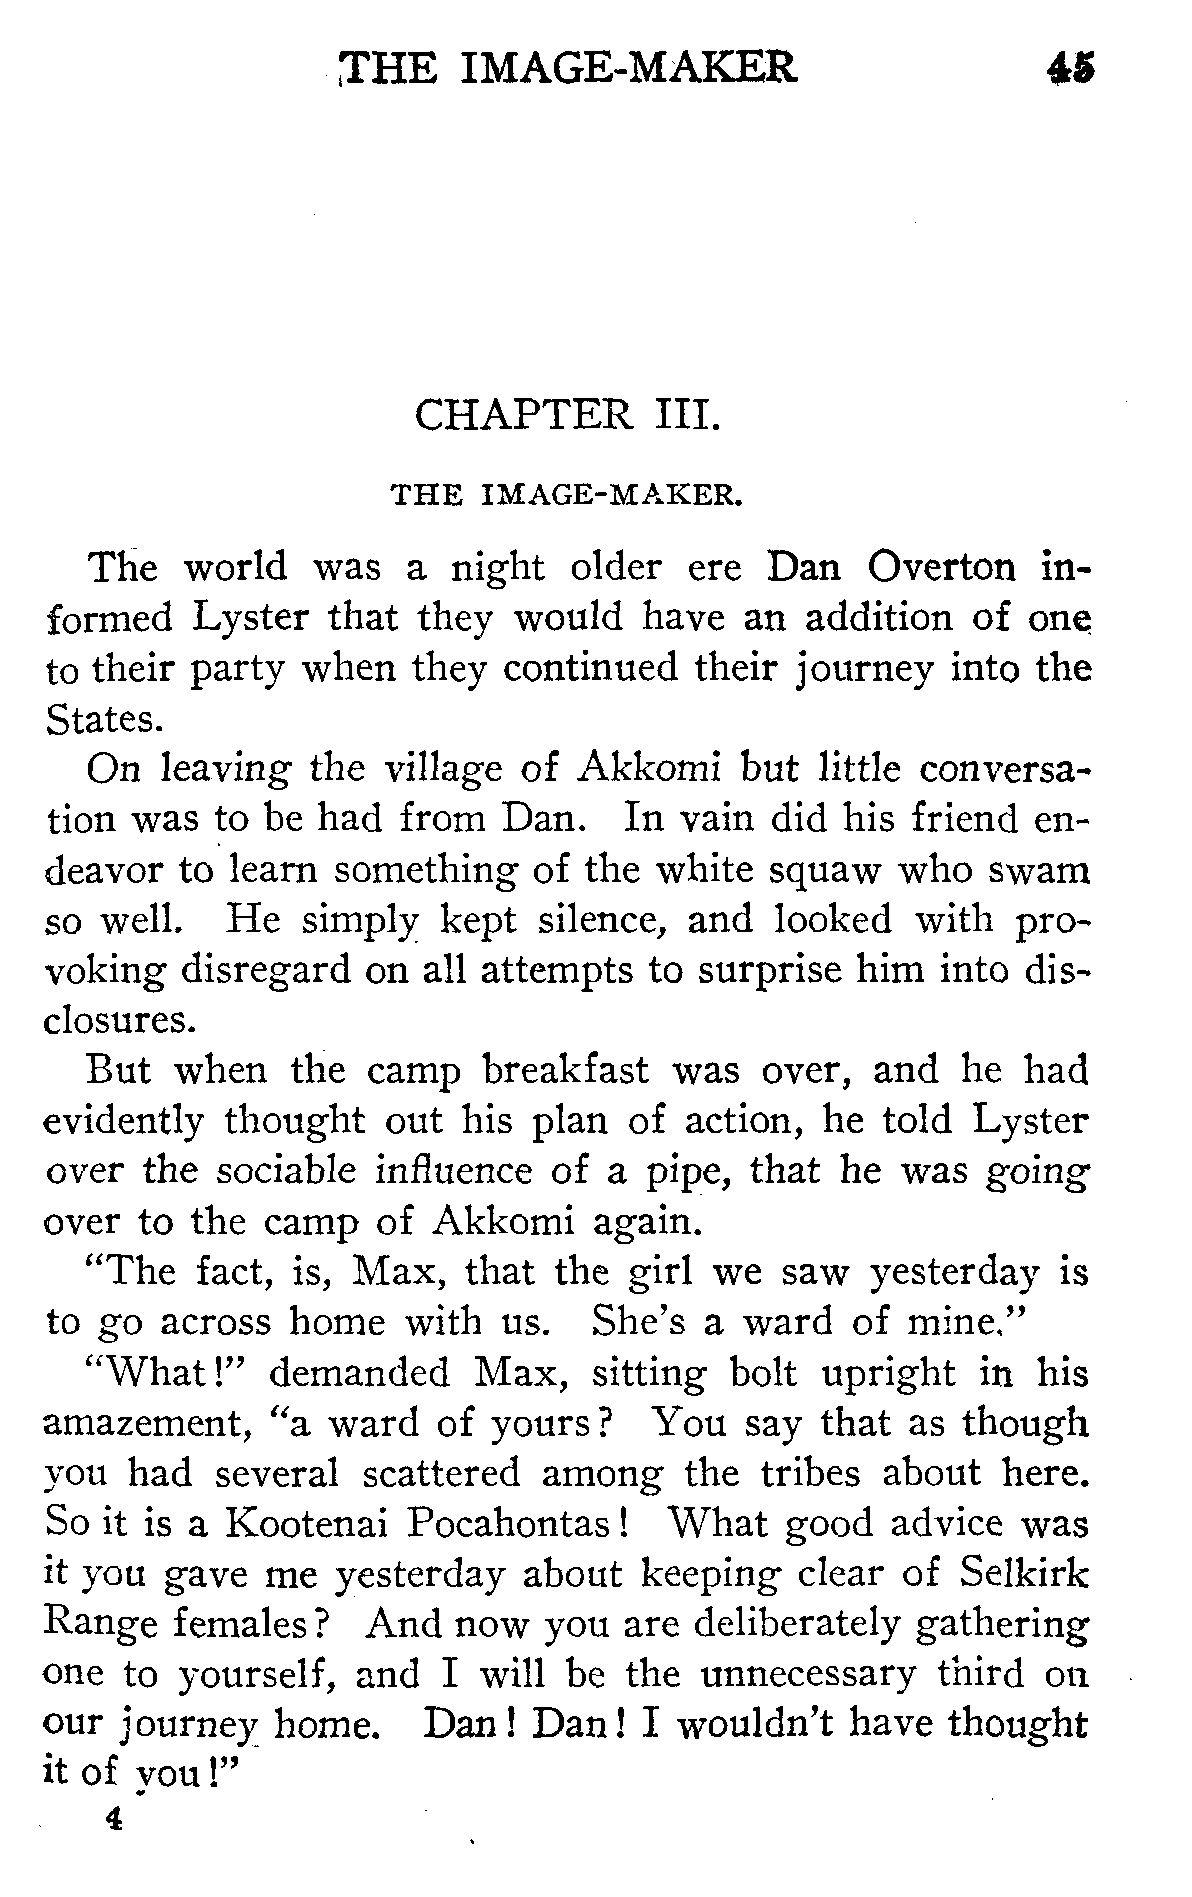 THE IMAGE-MAKER 45
CHAPTER III.
THE IMAGE-MAKER.
The world was a night older ere Dan Overton in-
formed Lyster that they would have an addition of one
to their party when they continued their journey into the
States.
On leaving the village of Akkomi but little conversa-
tion was to be had from Dan. In vain did his friend en-
deavor to learn something of the white squaw who swam
so well. He simply kept silence, and looked with pro-
voking disregard on all attempts to surprise him into dis-
closures.
But when the camp breakfast was over, and he had
evidently thought out his plan of action, he told Lyster
over the sociable influence of a pipe, that he was going
over to the camp of Akkomi again.
“The fact, is, Max, that the girl we saw yesterday is
to go across home with us. She’s a ward of mine.”
“What!” demanded Max, sitting bolt upright in his
amazement, “a ward of yours? You say that as though
you had several scattered among the tribes about here.
So it is a Kootenai Pocahontas! What good advice was
it you gave me yesterday about keeping clear of Selkirk
Range females? And now you are deliberately gathering
one to yourself, and I will be the unnecessary third on
our journey home. Dan! Dan! I wouldn’t have thought
it of you!”
4